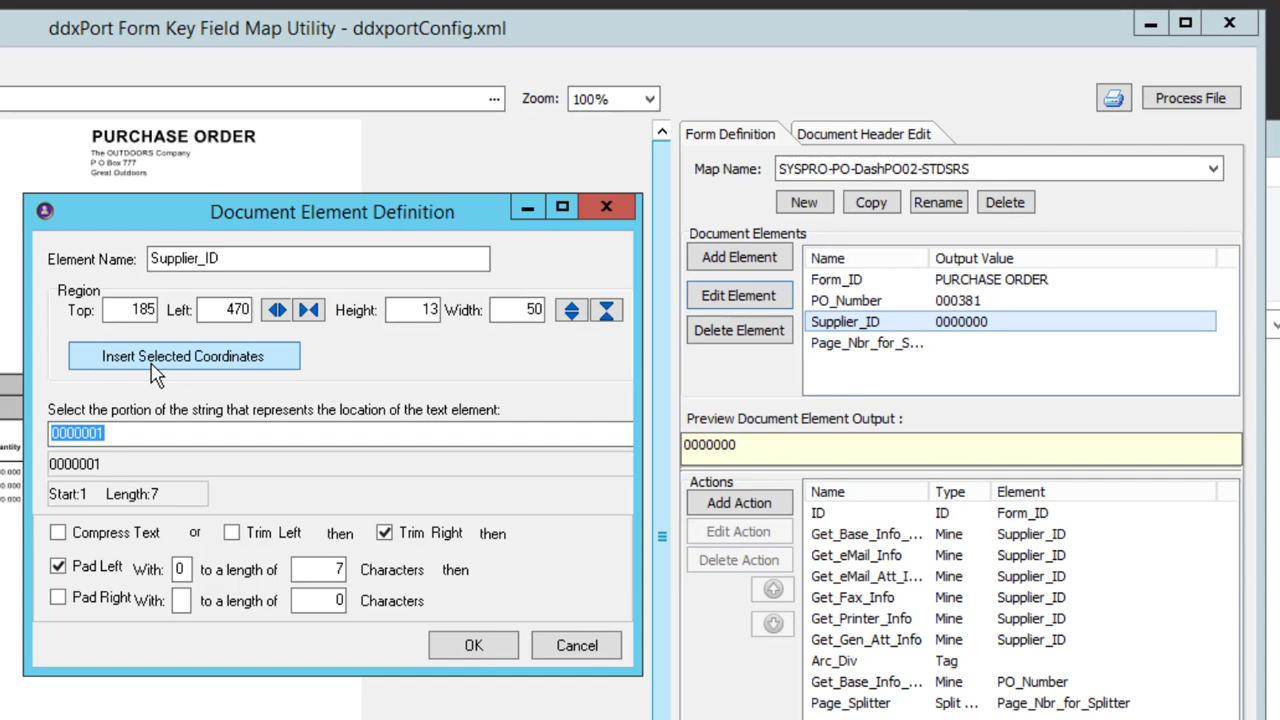 ddxPort Form Key Field Map Utility - ddxportConfig.xml
... Zoom: 100% Process File
PURCHASE ORDER
The OUTDOORS Company
P O Box 777
Great Outdoors
Form Definition Document Header Edit
Map Name: SYSPRO-PO-DashPO02-STDSRS
New Copy Rename Delete
Document Elements
Add Element
Edit Element
Delete Element
Name Output Value
Form_ID PURCHASE ORDER
PO_Number 000381
Supplier_ID 0000000
Page_Nbr_for_S...
Preview Document Element Output :
0000000
Actions
Add Action
Edit Action
Delete Action
Name Type Element
ID ID Form_ID
Get_Base_Info_... Mine Supplier_ID
Get_eMail_Info Mine Supplier_ID
Get_eMail_Att_I... Mine Supplier_ID
Get_Fax_Info Mine Supplier_ID
Get_Printer_Info Mine Supplier_ID
Get_Gen_Att_Info Mine Supplier_ID
Arc_Div Tag
Get_Base_Info_... Mine PO_Number
Page_Splitter Split ... Page_Nbr_for_Splitter
Document Element Definition
Element Name: Supplier_ID
Region
Top: 185 Left: 470 Height: 13 Width: 50
Insert Selected Coordinates
Select the portion of the string that represents the location of the text element:
0000001
0000001
Start:1 Length:7
Compress Text or Trim Left then Trim Right then
Pad Left With: 0 to a length of 7 Characters then
Pad Right With: to a length of 0 Characters
OK Cancel